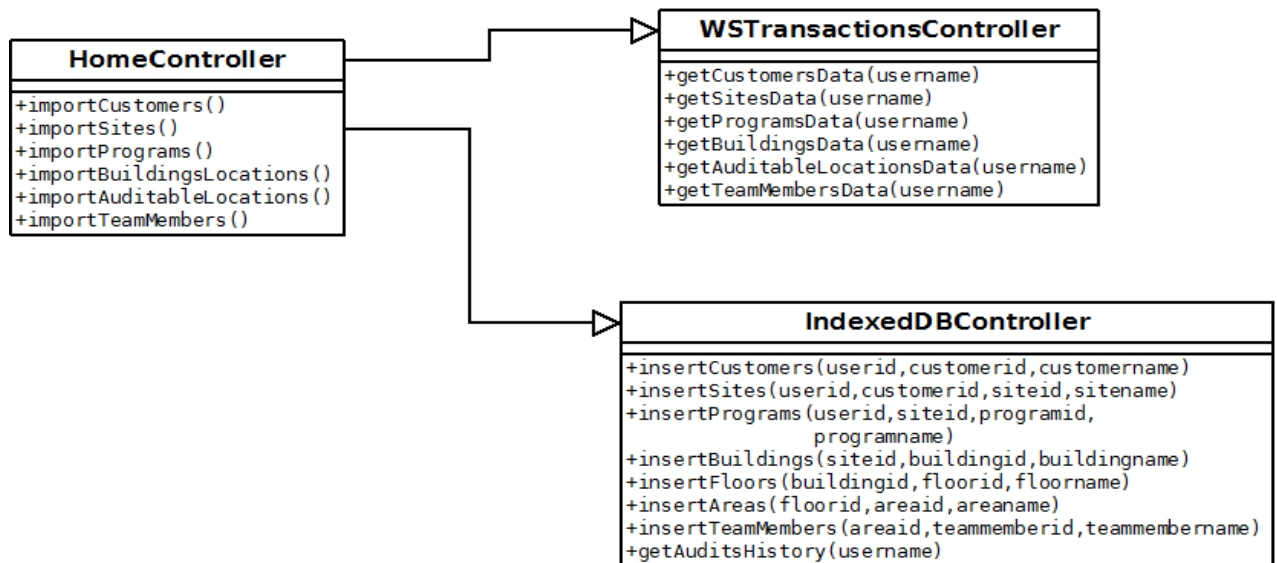 HomeController
+importCustomers()
+importSites()
+importPrograms()
+importBuildingsLocations()
+importAuditableLocations()
+importTeamMembers()
WSTransactionsController
+getCustomersData(username)
+getSitesData(username)
+getProgramsData(username)
+getBuildingsData(username)
+getAuditableLocationsData(username)
+getTeamMembersData(username)
IndexedDBController
+insertCustomers(userid,customerid,customername)
+insertSites(userid,customerid,siteid,sitename)
+insertPrograms(userid,siteid,programid,
programname)
+insertBuildings(siteid,buildingid,buildingname)
+insertFloors(buildingid,floorid,floorname)
+insertAreas(floorid,areaid,areaname)
+insertTeamMembers(areaid,teammemberid,teammembername)
+getAuditsHistory(username)